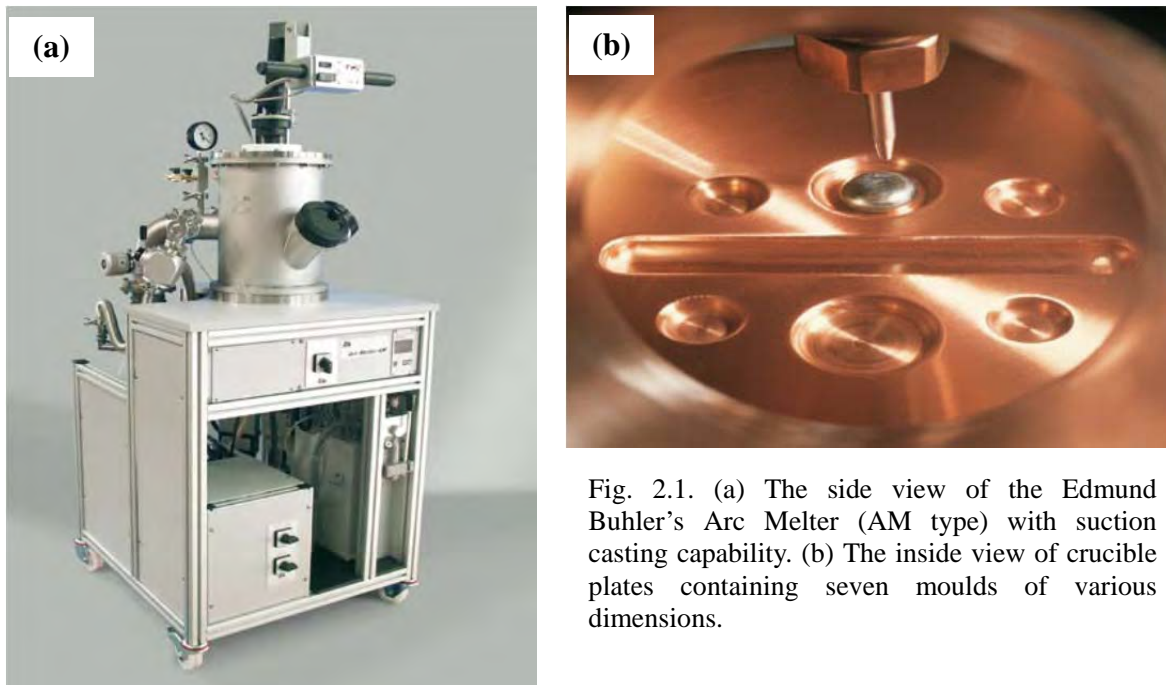 (a)
(b)
Fig. 2.1. (a) The side view of the Edmund
Buhler's Arc Melter (AM type) with suction
casting capability. (b) The inside view of crucible
plates containing seven moulds of various
dimensions.